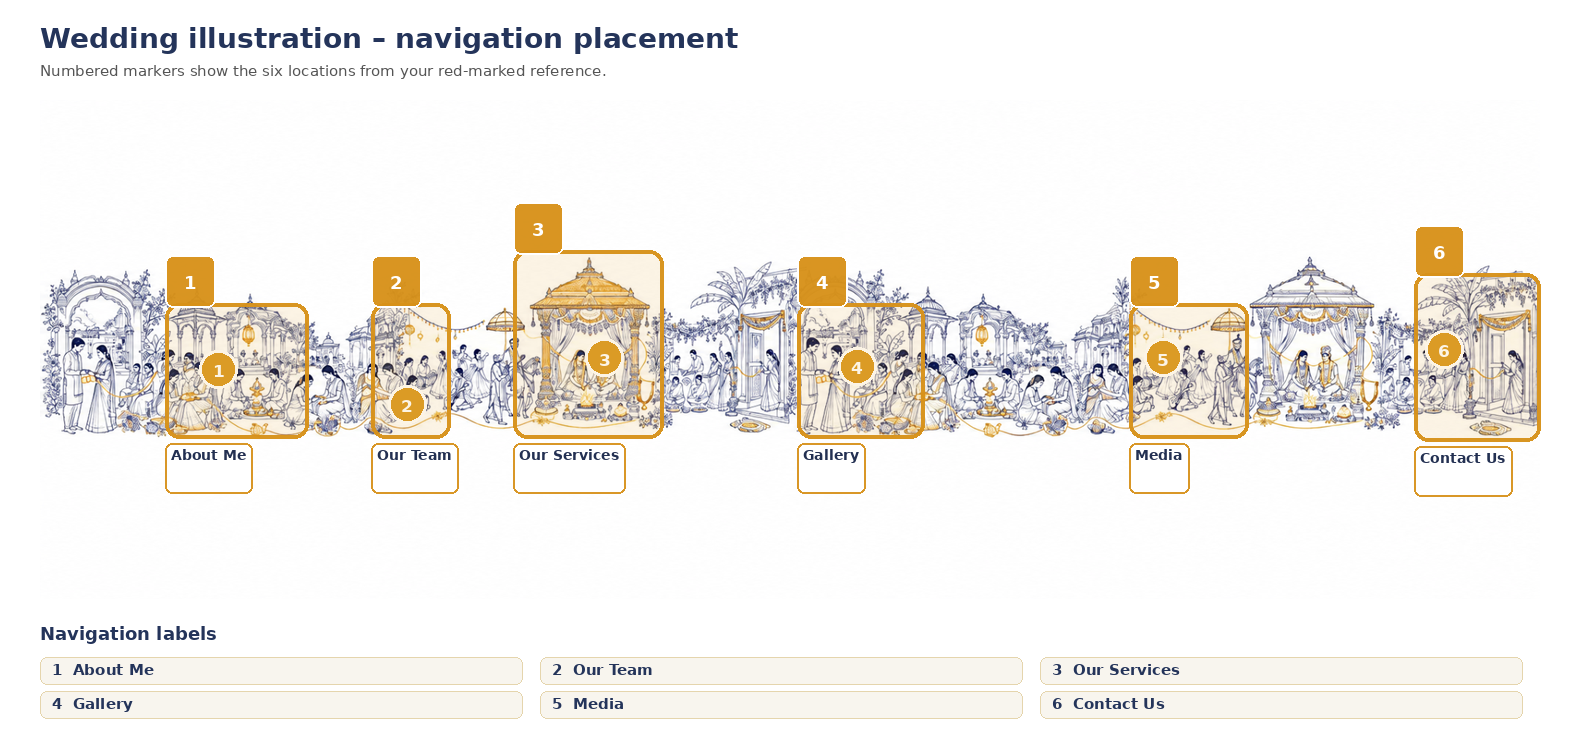 Wedding illustration – navigation placement
Numbered markers show the six locations from your red-marked reference.
3
6
1
2
4
5
6
3
5
4
1
2
About Me
Our Team
Our Services
Gallery
Media
Contact Us
Navigation labels
1 About Me
2 Our Team
3 Our Services
4 Gallery
5 Media
6 Contact Us